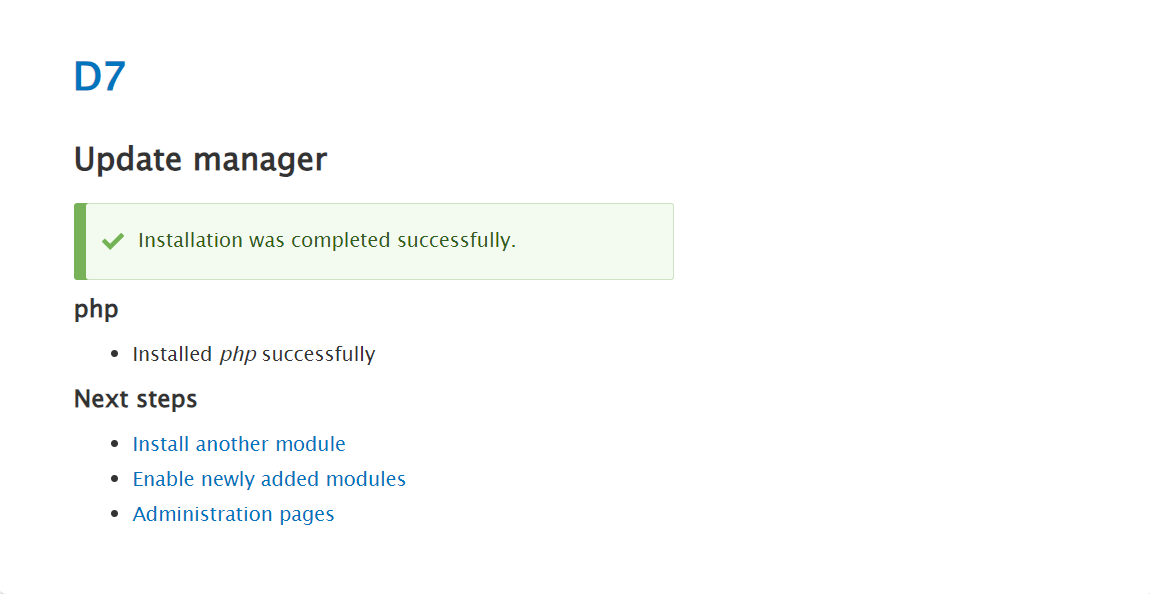 D7
Update manager
Installation was completed successfully.
php
Installed php successfully
Next steps
Install another module
Enable newly added modules
Administration pages